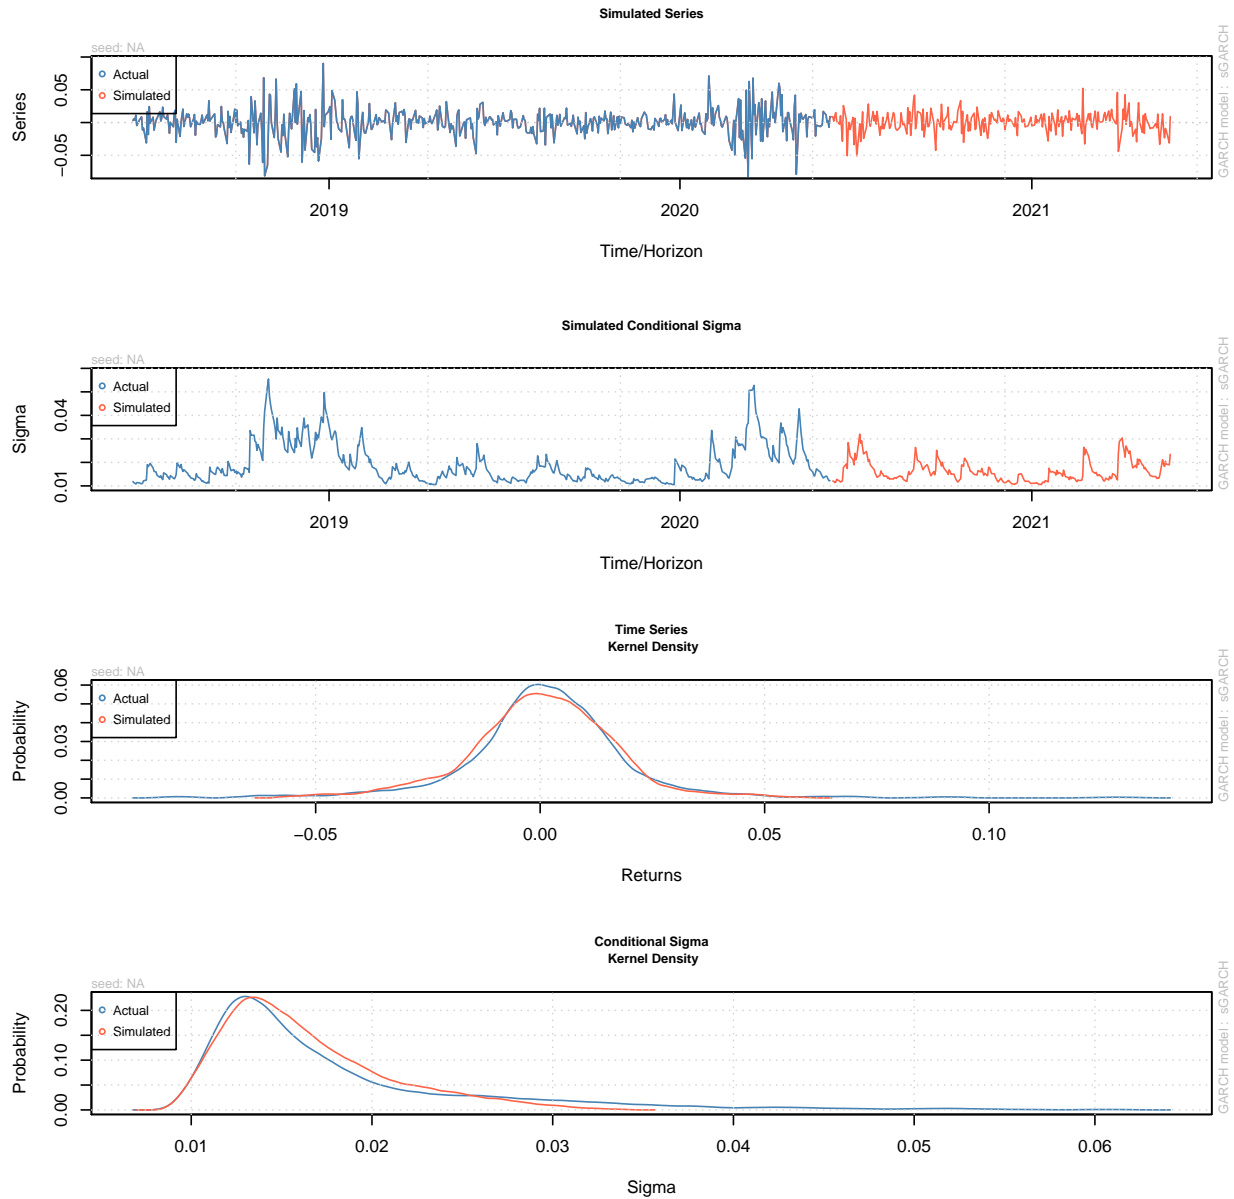 Simulated Series
seed: NA
GARCH model : sGARCH
Actual
Simulated
Series
0.05
−0.05
2019
2020
2021
Time/Horizon
Simulated Conditional Sigma
seed: NA
GARCH model : sGARCH
Actual
Simulated
Sigma
0.04
0.01
2019
2020
2021
Time/Horizon
Time Series
Kernel Density
seed: NA
GARCH model : sGARCH
Actual
Simulated
Probability
0.06
0.03
0.00
−0.05
0.00
0.05
0.10
Returns
Conditional Sigma
Kernel Density
seed: NA
GARCH model : sGARCH
Actual
Simulated
Probability
0.20
0.10
0.00
0.01
0.02
0.03
0.04
0.05
0.06
Sigma